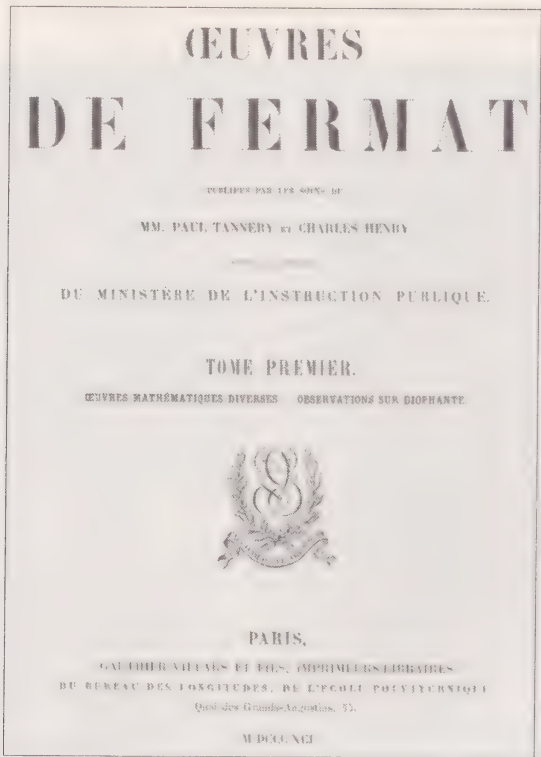 ŒUVRES
DE FERMAT
PUBLIÉES PAR LES SOINS DE
MM. PAUL TANNERY ET CHARLES HENRY
DU MINISTÈRE DE L'INSTRUCTION PUBLIQUE.
TOME PREMIER.
ŒUVRES MATHÉMATIQUES DIVERSES OBSERVATIONS SUR DIOPHANTE
PARIS,
GAUTHIER-VILLARS ET FILS, IMPRIMEURS-LIBRAIRES
DU BUREAU DES LONGITUDES, DE L'ÉCOLE POLYTECHNIQUE
Quai des Grands-Augustins, 55.
M DCCC XCI